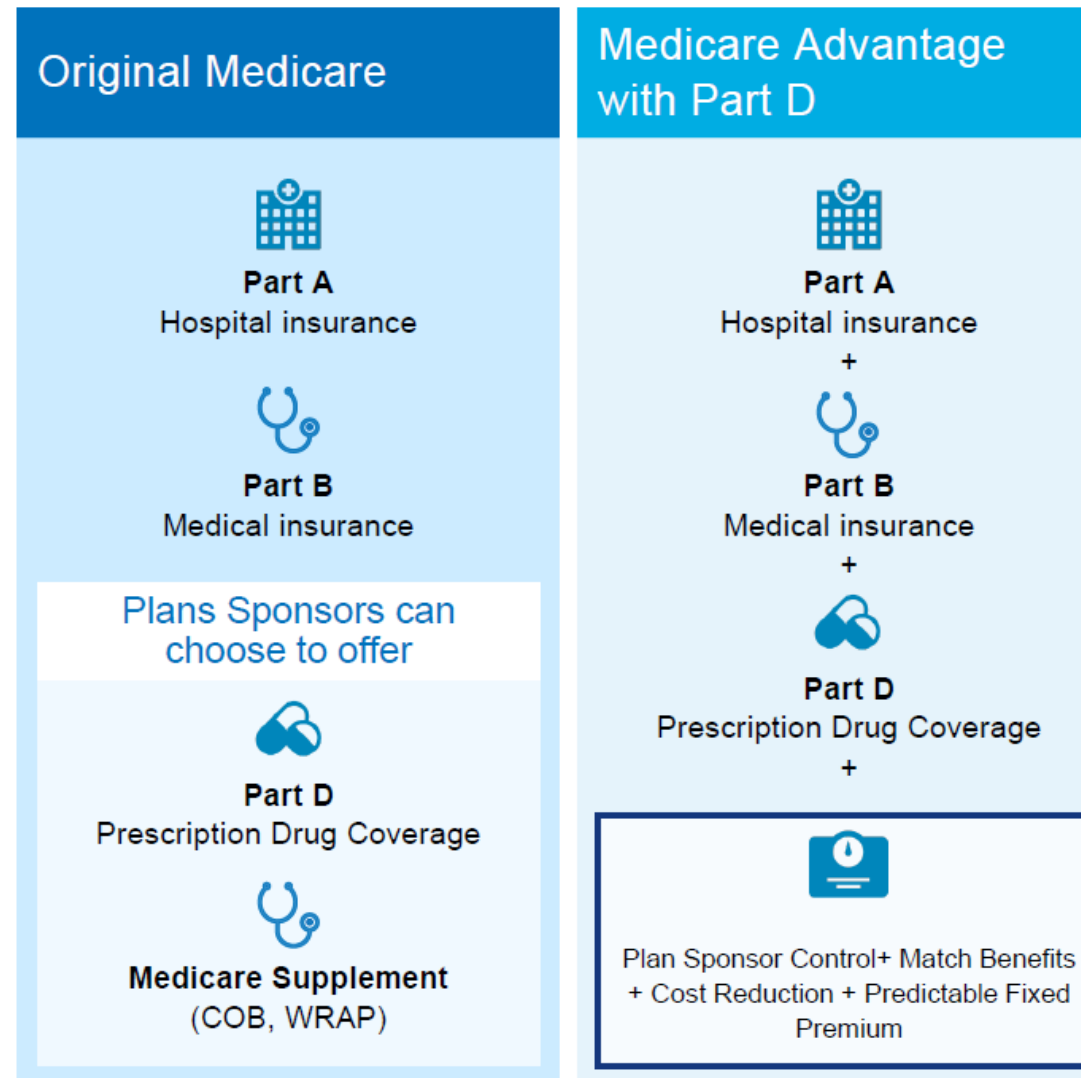 Original Medicare
Part A
Hospital insurance
Part B
Medical insurance
Plans Sponsors can
choose to offer
Part D
Prescription Drug Coverage
Medicare Supplement
(COB, WRAP)
Medicare Advantage
with Part D
Part A
Hospital insurance
+
Part B
Medical insurance
+
Part D
Prescription Drug Coverage
+
Plan Sponsor Control+ Match Benefits
+ Cost Reduction + Predictable Fixed
Premium